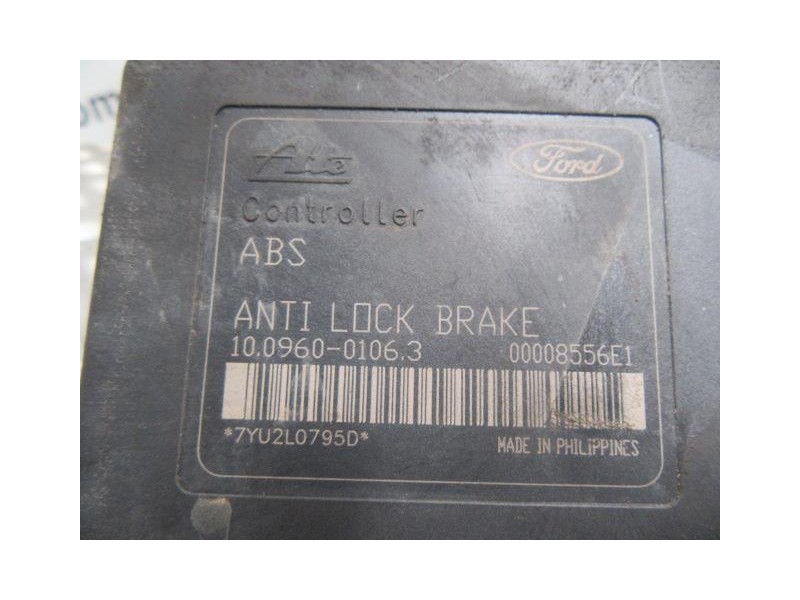 Ate
Ford
Controller
ABS
ANTI LOCK BRAKE
10.0960-0106.3 00008556E1
*7YU2L0795D*
MADE IN PHILIPPINES